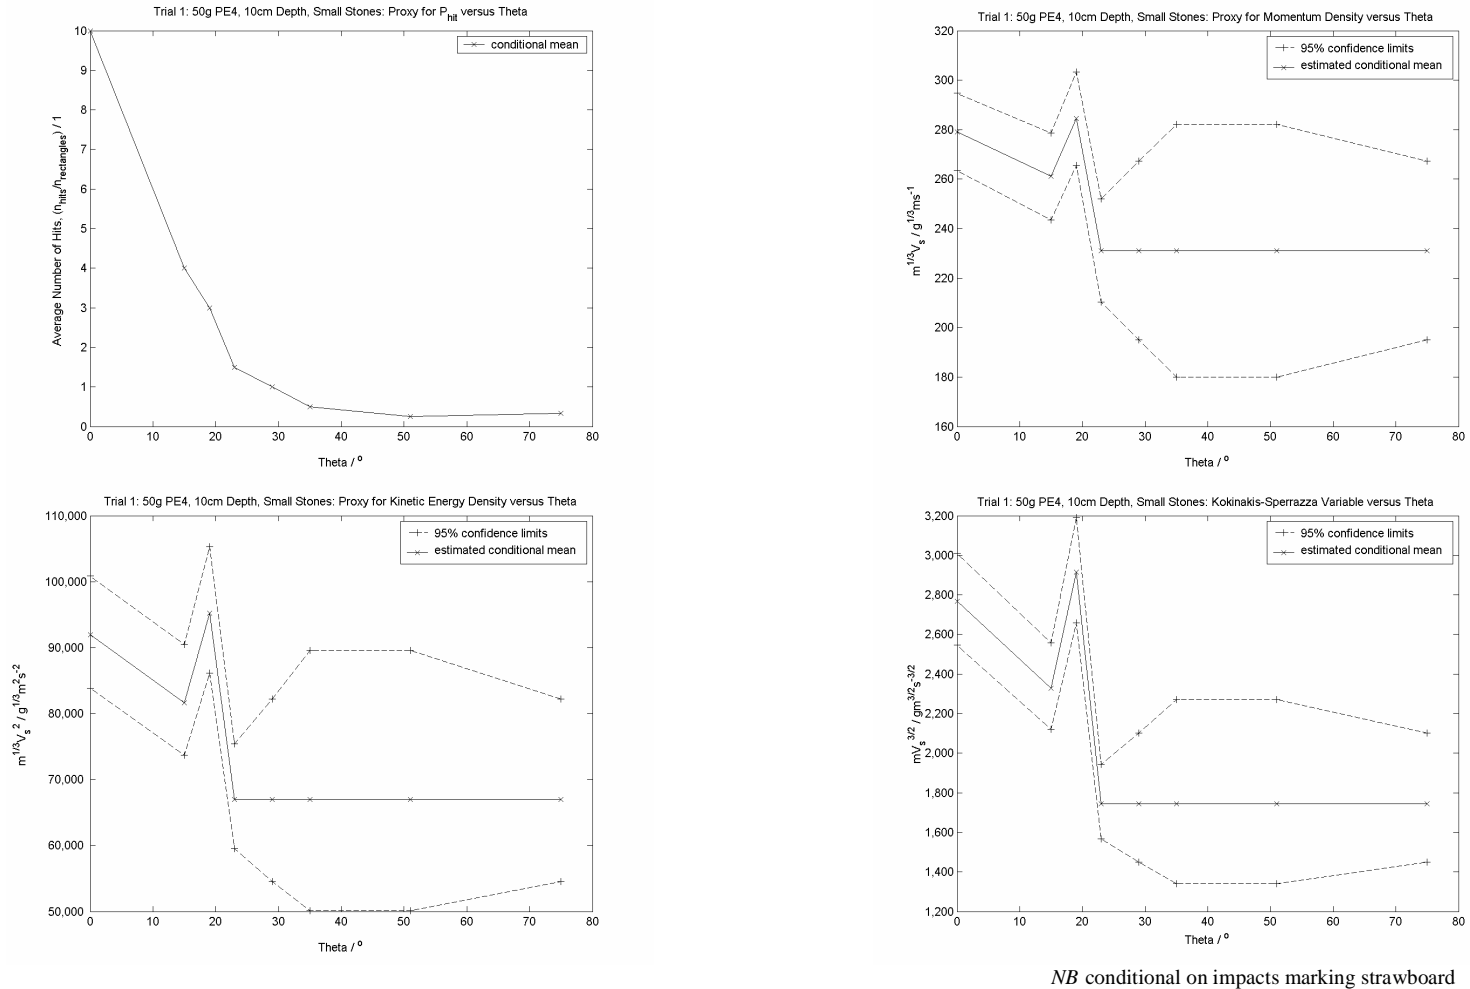 Trial 1: 50g PE4, 10cm Depth, Small Stones: Proxy for P_hit versus Theta
conditional mean
Average Number of Hits, (n_hits/n_rectangles) / 1
10
9
8
7
6
5
4
3
2
1
0
0 10 20 30 40 50 60 70 80
Theta / °
Trial 1: 50g PE4, 10cm Depth, Small Stones: Proxy for Momentum Density versus Theta
95% confidence limits
estimated conditional mean
m^1/3V_s / g^1/3ms^-1
320
300
280
260
240
220
200
180
160
0 10 20 30 40 50 60 70 80
Theta / °
Trial 1: 50g PE4, 10cm Depth, Small Stones: Proxy for Kinetic Energy Density versus Theta
95% confidence limits
estimated conditional mean
m^1/3V_s^2 / g^1/3m^2s^-2
110,000
100,000
90,000
80,000
70,000
60,000
50,000
0 10 20 30 40 50 60 70 80
Theta / °
Trial 1: 50g PE4, 10cm Depth, Small Stones: Kokinakis-Sperrazza Variable versus Theta
95% confidence limits
estimated conditional mean
mV_s^3/2 / gm^3/2s^-3/2
3,200
3,000
2,800
2,600
2,400
2,200
2,000
1,800
1,600
1,400
1,200
0 10 20 30 40 50 60 70 80
Theta / °
NB conditional on impacts marking strawboard